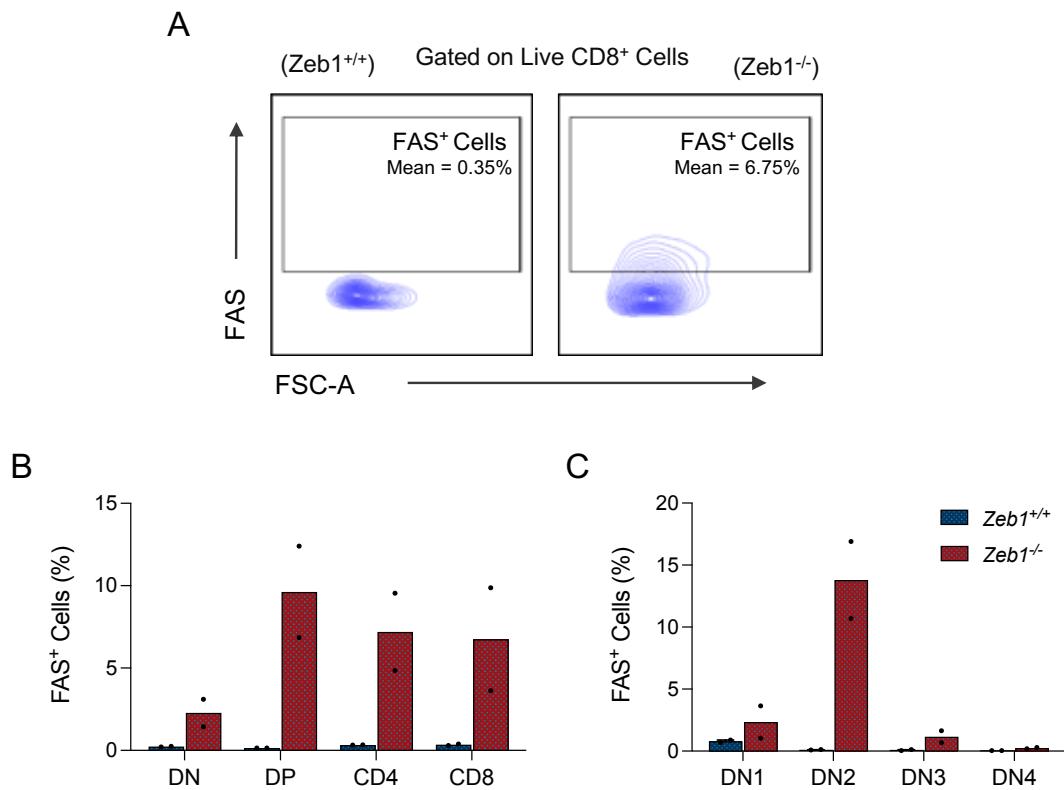 A
(Zeb1+/+)
Gated on Live CD8+ Cells
(Zeb1-/-)
FAS+ Cells
Mean = 0.35%
FAS+ Cells
Mean = 6.75%
FAS
FSC-A
B
FAS+ Cells (%)
15
10
5
0
DN
DP
CD4
CD8
C
FAS+ Cells (%)
20
15
10
5
0
DN1
DN2
DN3
DN4
Zeb1+/+
Zeb1-/-